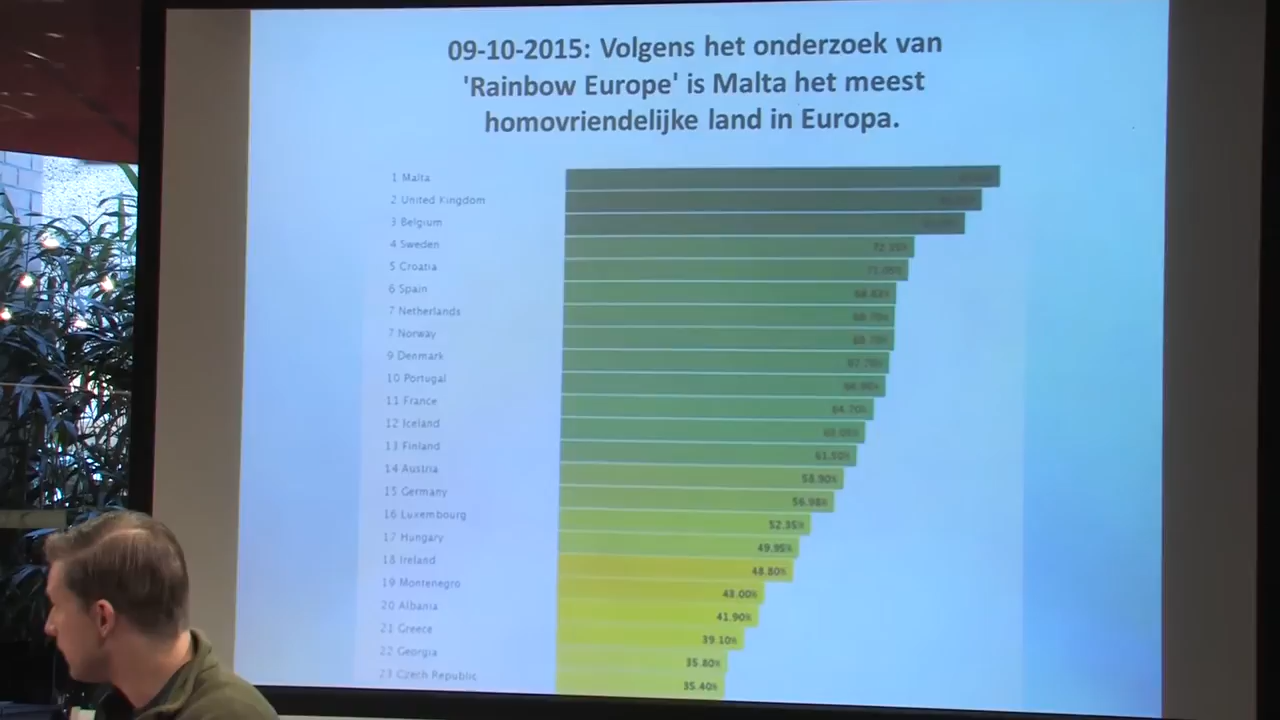 09-10-2015: Volgens het onderzoek van
'Rainbow Europe' is Malta het meest
homovriendelijke land in Europa.
1 Malta
2 United Kingdom
3 Belgium
4 Sweden
5 Croatia
6 Spain
7 Netherlands
7 Norway
9 Denmark
10 Portugal
11 France
12 Iceland
13 Finland 61.50%
14 Austria 58.90%
15 Germany 56.98%
16 Luxembourg 52.35%
17 Hungary 49.95%
18 Ireland 48.80%
19 Montenegro 43.00%
20 Albania 41.90%
21 Greece 39.10%
22 Georgia 35.80%
23 Czech Republic 35.40%